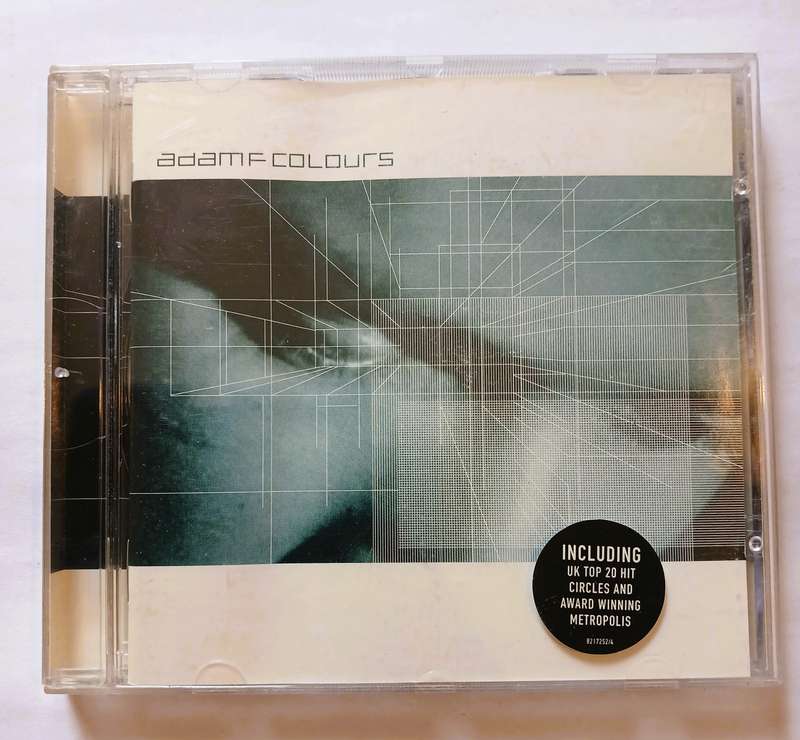 adamF COLOUrS
INCLUDING
UK TOP 20 HIT
CIRCLES AND
AWARD WINNING
METROPOLIS
8217252/4